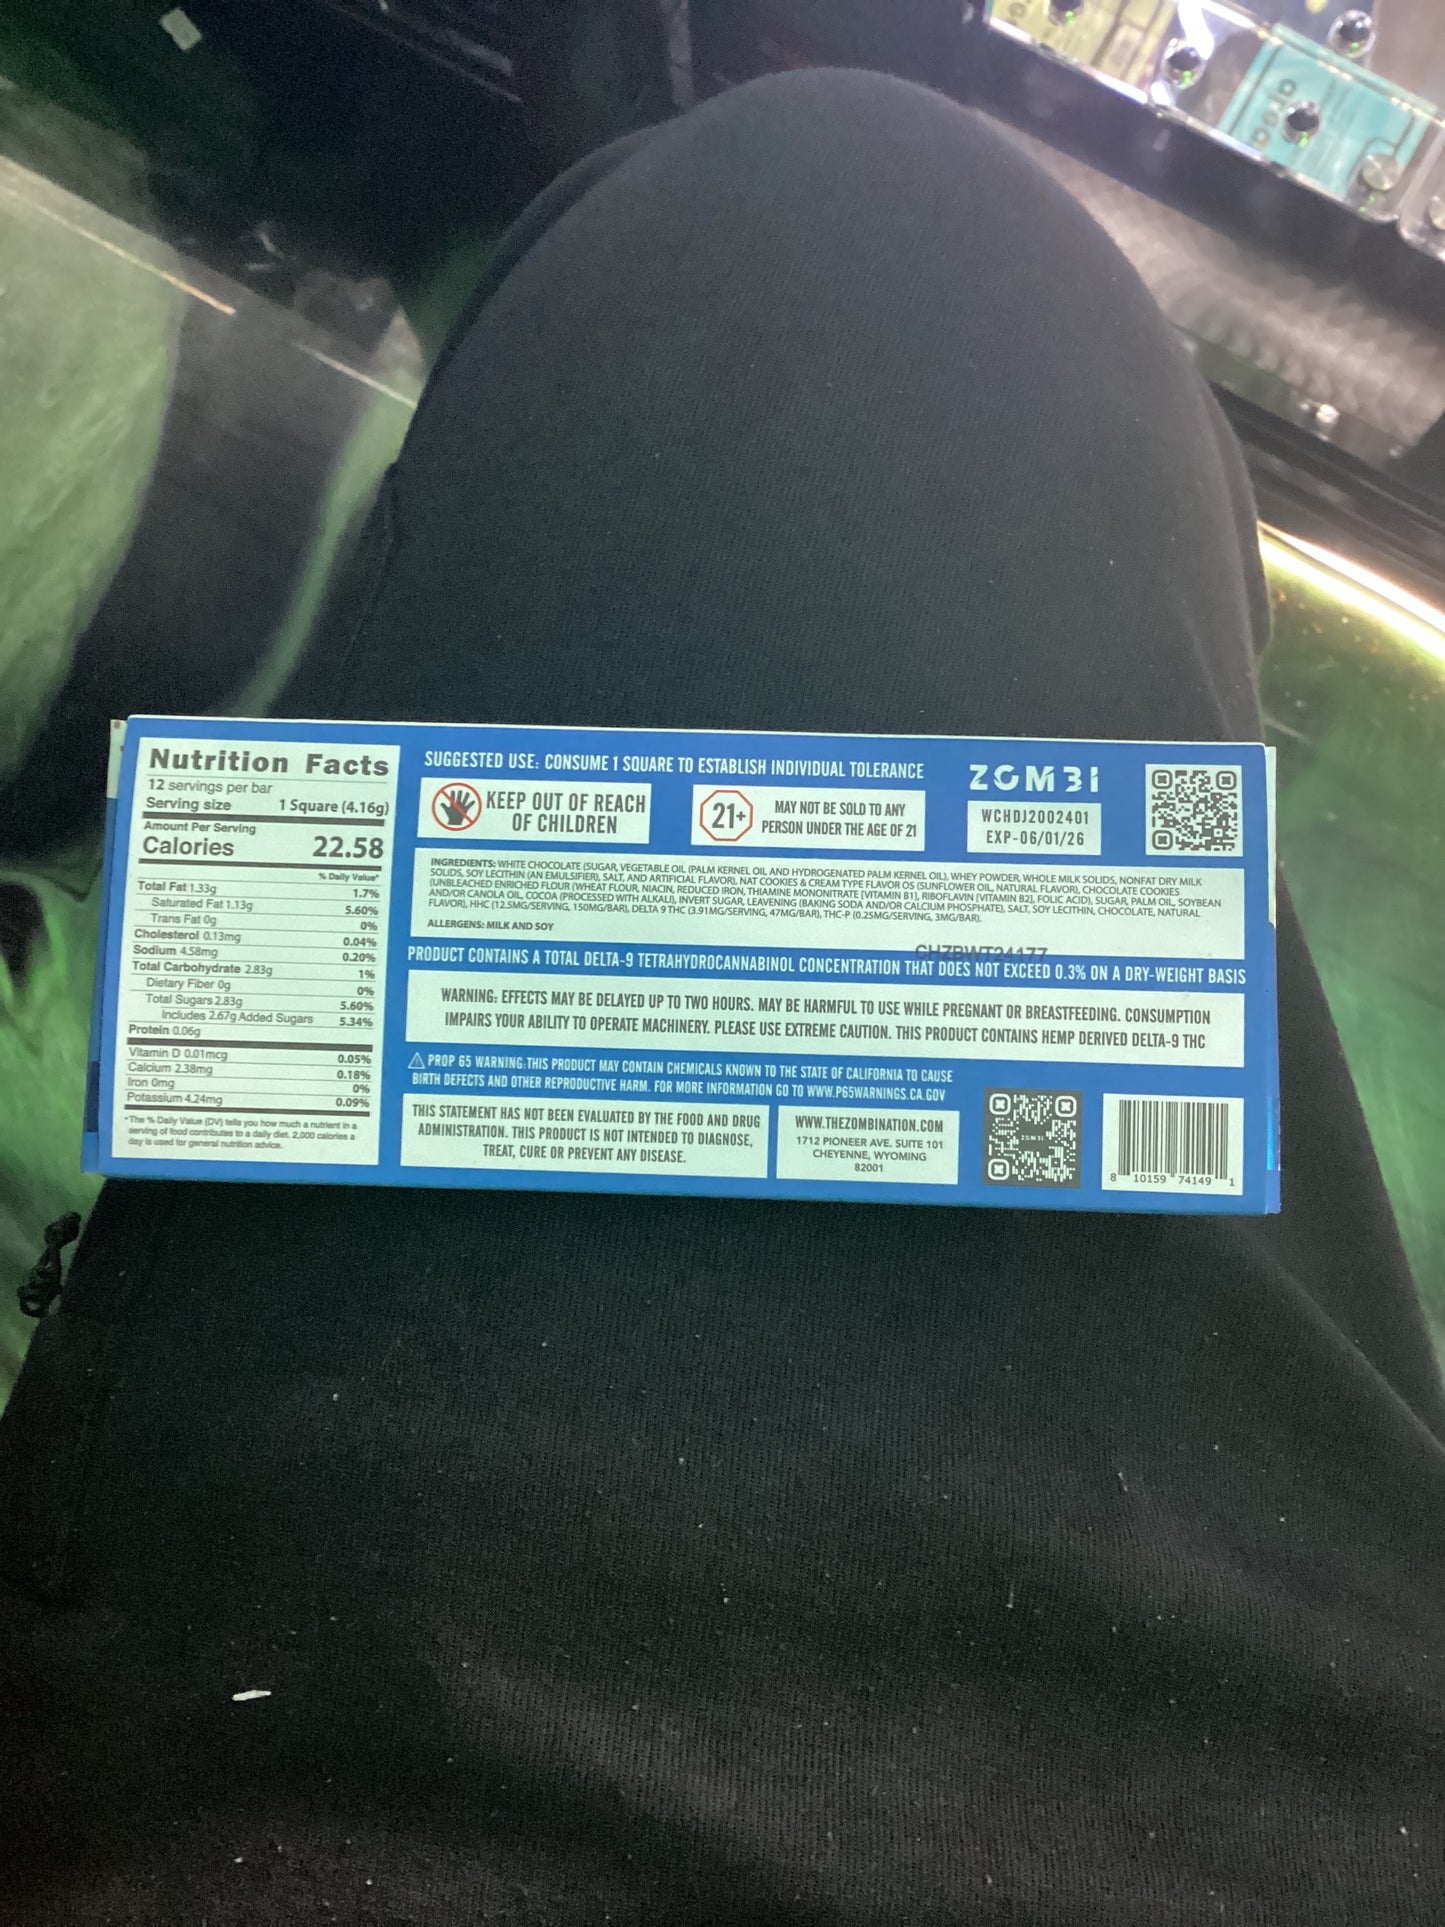 Nutrition Facts
12 servings per bar
Serving size 1 Square (4.16g)
Amount Per Serving
Calories 22.58
% Daily Value*
Total Fat 1.33g 1.7%
Saturated Fat 1.13g 5.60%
Trans Fat 0g 0%
Cholesterol 0.13mg 0.04%
Sodium 4.58mg 0.20%
Total Carbohydrate 2.83g 1%
Dietary Fiber 0g 0%
Total Sugars 2.83g 5.60%
Includes 2.67g Added Sugars 5.34%
Protein 0.06g
Vitamin D 0.01mcg 0.05%
Calcium 2.38mg 0.18%
Iron 0mg 0%
Potassium 4.24mg 0.09%
*The % Daily Value (DV) tells you how much a nutrient in a
serving of food contributes to a daily diet. 2,000 calories a
day is used for general nutrition advice.
SUGGESTED USE: CONSUME 1 SQUARE TO ESTABLISH INDIVIDUAL TOLERANCE
KEEP OUT OF REACH
OF CHILDREN
21+
MAY NOT BE SOLD TO ANY
PERSON UNDER THE AGE OF 21
ZOMBI
WCHDJ2002401
EXP-06/01/26
INGREDIENTS: WHITE CHOCOLATE (SUGAR, VEGETABLE OIL (PALM KERNEL OIL AND HYDROGENATED PALM KERNEL OIL), WHEY POWDER, WHOLE MILK SOLIDS, NONFAT DRY MILK
SOLIDS, SOY LECITHIN (AN EMULSIFIER), SALT, AND ARTIFICIAL FLAVOR), NAT COOKIES & CREAM TYPE FLAVOR OS (SUNFLOWER OIL, NATURAL FLAVOR), CHOCOLATE COOKIES
(UNBLEACHED ENRICHED FLOUR (WHEAT FLOUR, NIACIN, REDUCED IRON, THIAMINE MONONITRATE [VITAMIN B1], RIBOFLAVIN [VITAMIN B2], FOLIC ACID), SUGAR, PALM OIL, SOYBEAN
AND/OR CANOLA OIL, COCOA (PROCESSED WITH ALKALI), INVERT SUGAR, LEAVENING (BAKING SODA AND/OR CALCIUM PHOSPHATE), SALT, SOY LECITHIN, CHOCOLATE, NATURAL
FLAVOR), HHC (12.5MG/SERVING, 150MG/BAR), DELTA 9 THC (3.91MG/SERVING, 47MG/BAR), THC-P (0.25MG/SERVING, 3MG/BAR).
ALLERGENS: MILK AND SOY
CHZBWT24177
PRODUCT CONTAINS A TOTAL DELTA-9 TETRAHYDROCANNABINOL CONCENTRATION THAT DOES NOT EXCEED 0.3% ON A DRY-WEIGHT BASIS
WARNING: EFFECTS MAY BE DELAYED UP TO TWO HOURS. MAY BE HARMFUL TO USE WHILE PREGNANT OR BREASTFEEDING. CONSUMPTION
IMPAIRS YOUR ABILITY TO OPERATE MACHINERY. PLEASE USE EXTREME CAUTION. THIS PRODUCT CONTAINS HEMP DERIVED DELTA-9 THC
PROP 65 WARNING: THIS PRODUCT MAY CONTAIN CHEMICALS KNOWN TO THE STATE OF CALIFORNIA TO CAUSE
BIRTH DEFECTS AND OTHER REPRODUCTIVE HARM. FOR MORE INFORMATION GO TO WWW.P65WARNINGS.CA.GOV
THIS STATEMENT HAS NOT BEEN EVALUATED BY THE FOOD AND DRUG
ADMINISTRATION. THIS PRODUCT IS NOT INTENDED TO DIAGNOSE,
TREAT, CURE OR PREVENT ANY DISEASE.
WWW.THEZOMBINATION.COM
1712 PIONEER AVE. SUITE 101
CHEYENNE, WYOMING
82001
ZOMBI
8 10159 74149 1